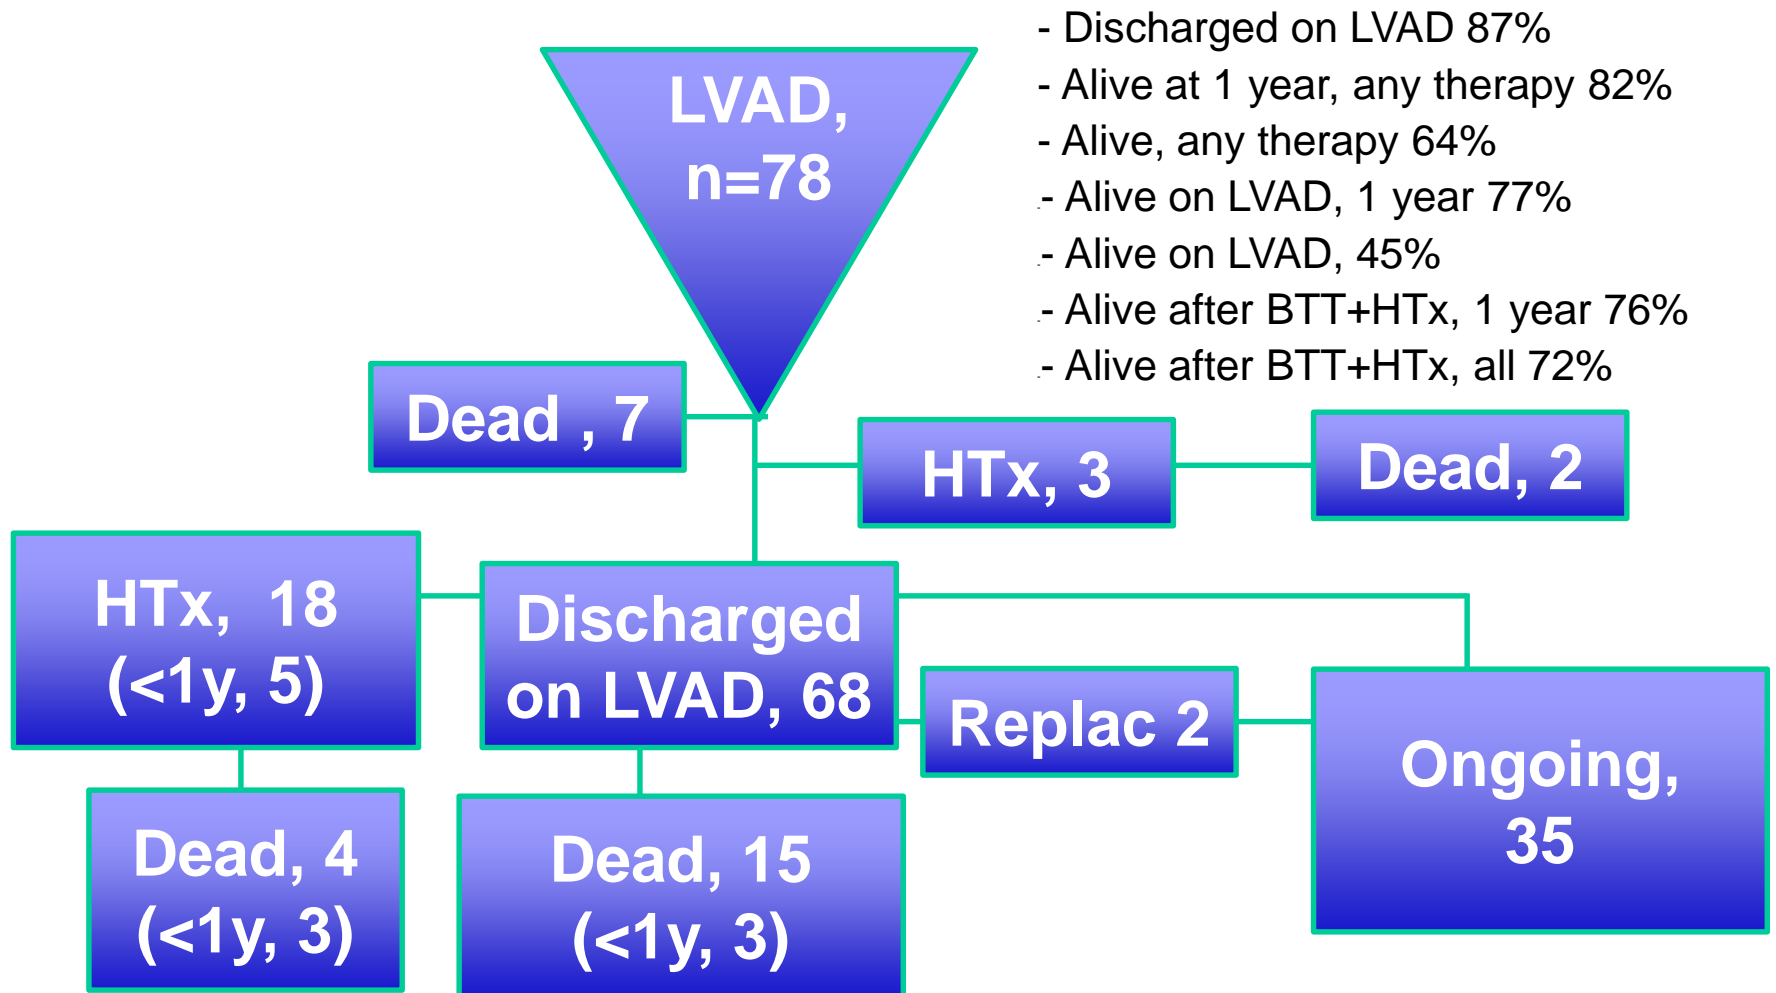 - Discharged on LVAD 87%
- Alive at 1 year, any therapy 82%
- Alive, any therapy 64%
- Alive on LVAD, 1 year 77%
- Alive on LVAD, 45%
- Alive after BTT+HTx, 1 year 76%
- Alive after BTT+HTx, all 72%
LVAD,
n=78
Dead , 7
HTx, 3
Dead, 2
HTx, 18
(<1y, 5)
Discharged
on LVAD, 68
Replac 2
Ongoing,
35
Dead, 4
(<1y, 3)
Dead, 15
(<1y, 3)